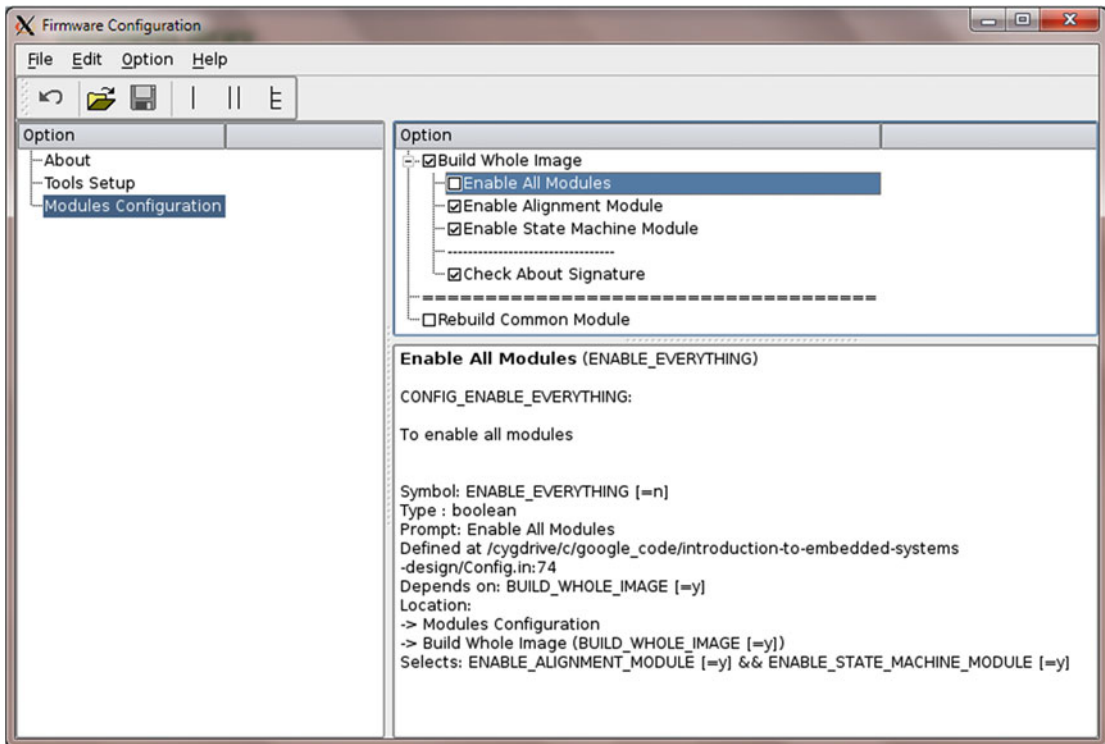 Firmware Configuration
File Edit Option Help
Option
About
Tools Setup
Modules Configuration
Option
Build Whole Image
Enable All Modules
Enable Alignment Module
Enable State Machine Module
--------------------------------
Check About Signature
====================================
Rebuild Common Module
Enable All Modules (ENABLE_EVERYTHING)
CONFIG_ENABLE_EVERYTHING:
To enable all modules
Symbol: ENABLE_EVERYTHING [=n]
Type : boolean
Prompt: Enable All Modules
Defined at /cygdrive/c/google_code/introduction-to-embedded-systems
-design/Config.in:74
Depends on: BUILD_WHOLE_IMAGE [=y]
Location:
-> Modules Configuration
-> Build Whole Image (BUILD_WHOLE_IMAGE [=y])
Selects: ENABLE_ALIGNMENT_MODULE [=y] && ENABLE_STATE_MACHINE_MODULE [=y]